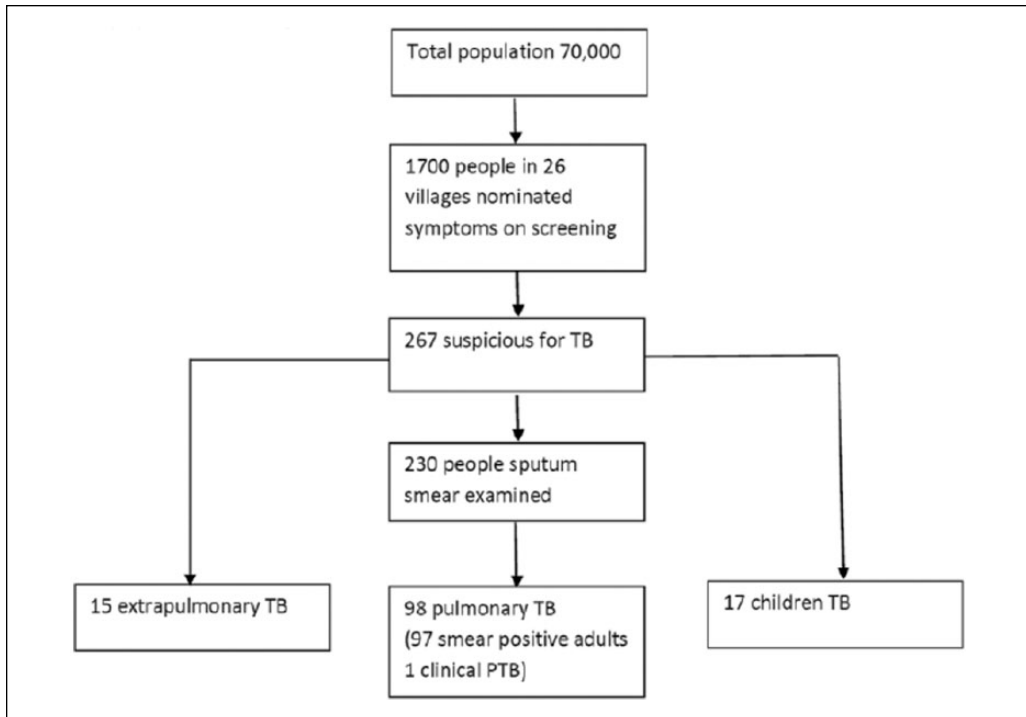 Total population 70,000
1700 people in 26
villages nominated
symptoms on screening
267 suspicious for TB
230 people sputum
smear examined
15 extrapulmonary TB
98 pulmonary TB
(97 smear positive adults
1 clinical PTB)
17 children TB